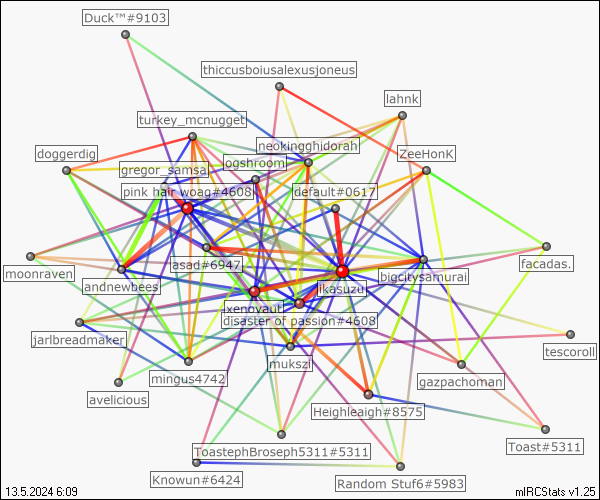 Duck™#9103
thiccusboiusalexusjoneus
lahnk
turkey_mcnugget
neokingghidorah
doggerdig
ZeeHonK
gregor_samsa
ogshroom
pink hair woag#4608
default#0617
asad#6947
facadas.
moonraven
andnewbees
bigcitysamurai
Ikasuzu
xenovaut
disaster of passion#4608
jarlbreadmaker
tescoroll
mukszi
mingus4742
gazpachoman
avelicious
Heighleaigh#8575
Toast#5311
ToastephBroseph5311#5311
Knowun#6424
Random Stuf6#5983
13.5.2024 6:09
mIRCStats v1.25